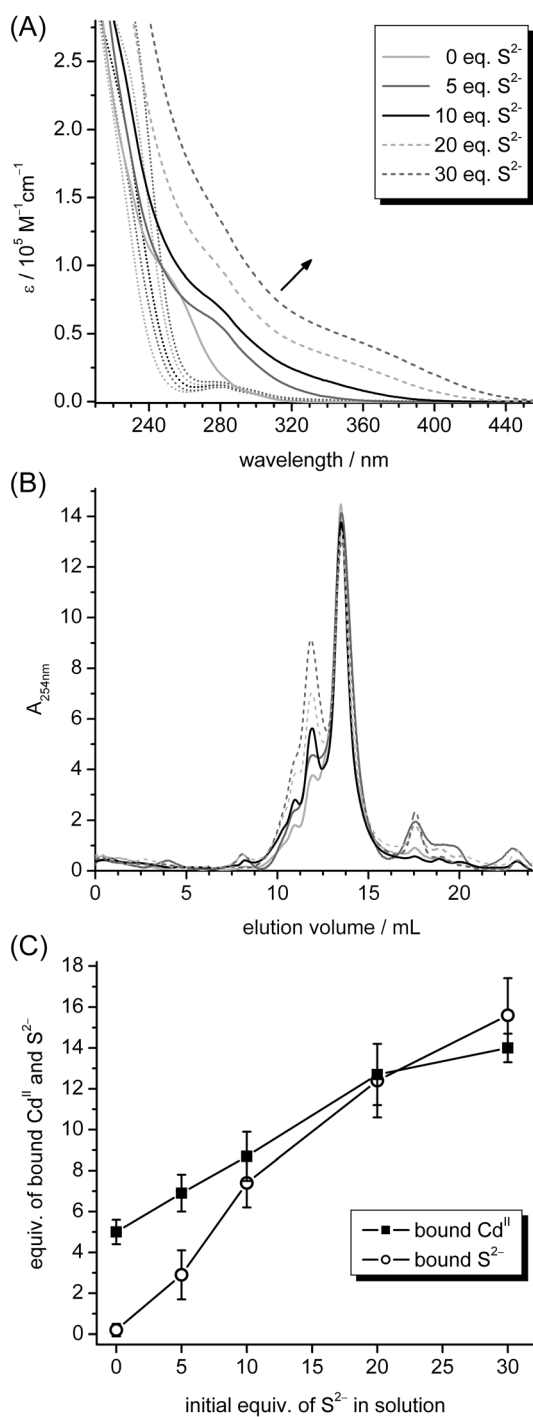 (A)
2.5
2.0
1.5
1.0
0.5
0.0
ε / 10⁵ M⁻¹cm⁻¹
0 eq. S²⁻
5 eq. S²⁻
10 eq. S²⁻
20 eq. S²⁻
30 eq. S²⁻
240 280 320 360 400 440
wavelength / nm
(B)
14
12
10
8
6
4
2
0
A254nm
0 5 10 15 20
elution volume / mL
(C)
18
16
14
12
10
8
6
4
2
0
equiv. of bound Cdᴵᴵ and S²⁻
bound Cdᴵᴵ
bound S²⁻
0 5 10 15 20 25 30
initial equiv. of S²⁻ in solution